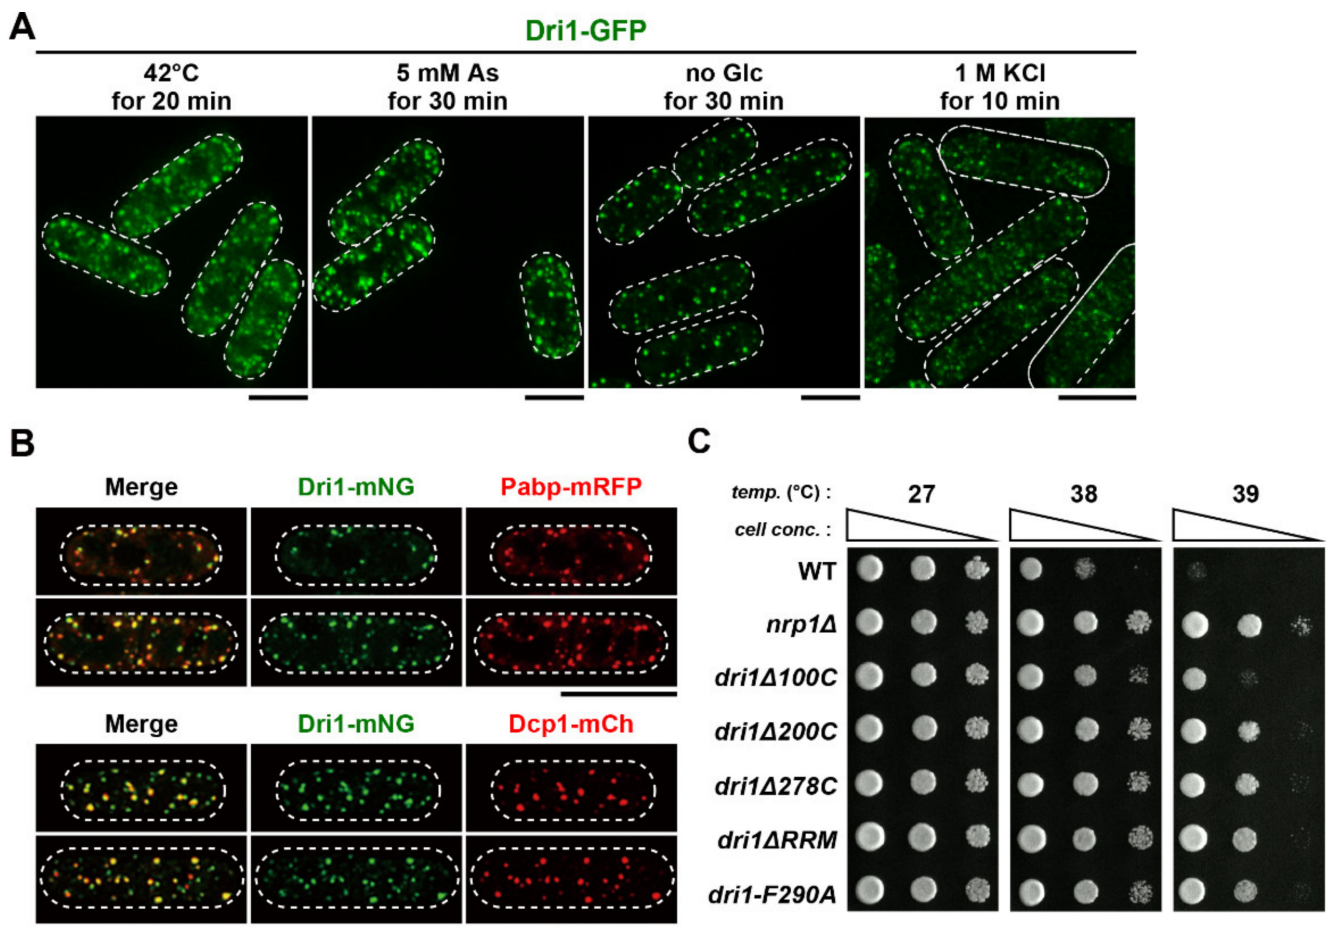 A
Dri1-GFP
42°C
for 20 min
5 mM As
for 30 min
no Glc
for 30 min
1 M KCl
for 10 min
B
Merge
Dri1-mNG
Pabp-mRFP
Merge
Dri1-mNG
Dcp1-mCh
C
temp. (°C) :
27
38
39
cell conc. :
WT
nrp1Δ
dri1Δ100C
dri1Δ200C
dri1Δ278C
dri1ΔRRM
dri1-F290A